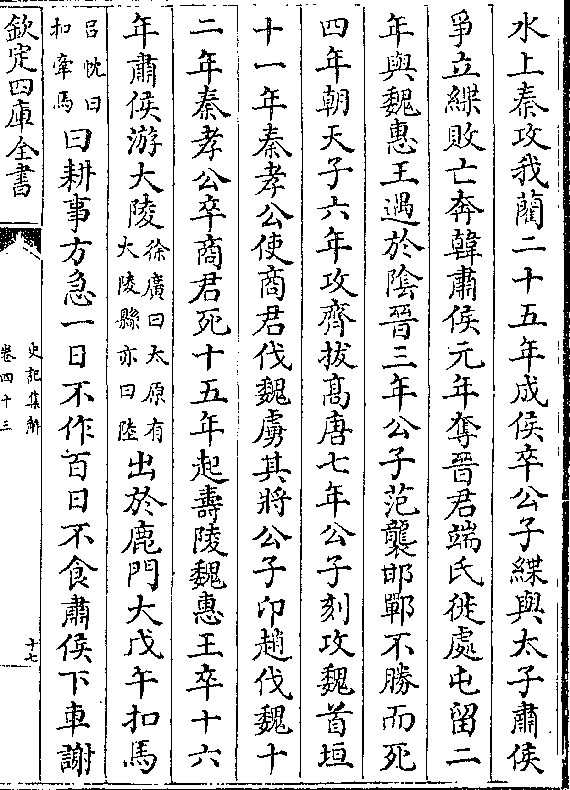 水上秦攻我藺二十五年成侯卒公子緤與太子肅侯
爭立緤敗亡奔韓肅侯元年奪晉君端氏徙處屯留二
年與魏惠王遇於陰晉三年公子范襲邯鄲不勝而死
四年朝天子六年攻齊拔高唐七年公子刻攻魏首垣
十一年秦孝公使商君伐魏虜其將公子卬趙伐魏十
二年秦孝公卒商君死十五年起壽陵魏惠王卒十六
年肅侯游大陵徐廣曰太原有大陵縣亦曰陸出於鹿門大戊午扣馬
呂忱曰扣牽馬曰耕事方急一日不作百日不食肅侯下車謝
欽定四庫全書
史記集解
卷四十三
十七